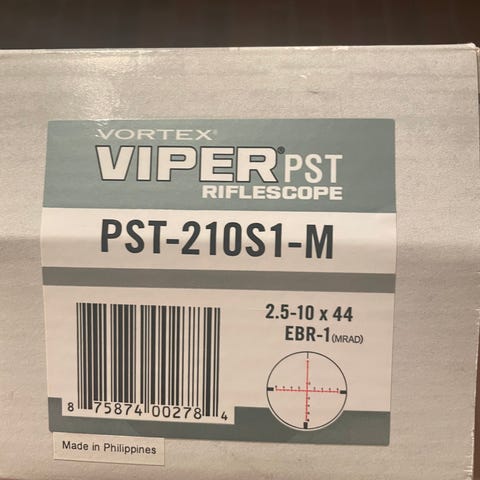 VORTEX®
VIPER® PST
RIFLESCOPE
PST-210S1-M
2.5-10 x 44
EBR-1 (MRAD)
8 75874 00278 4
Made in Philippines